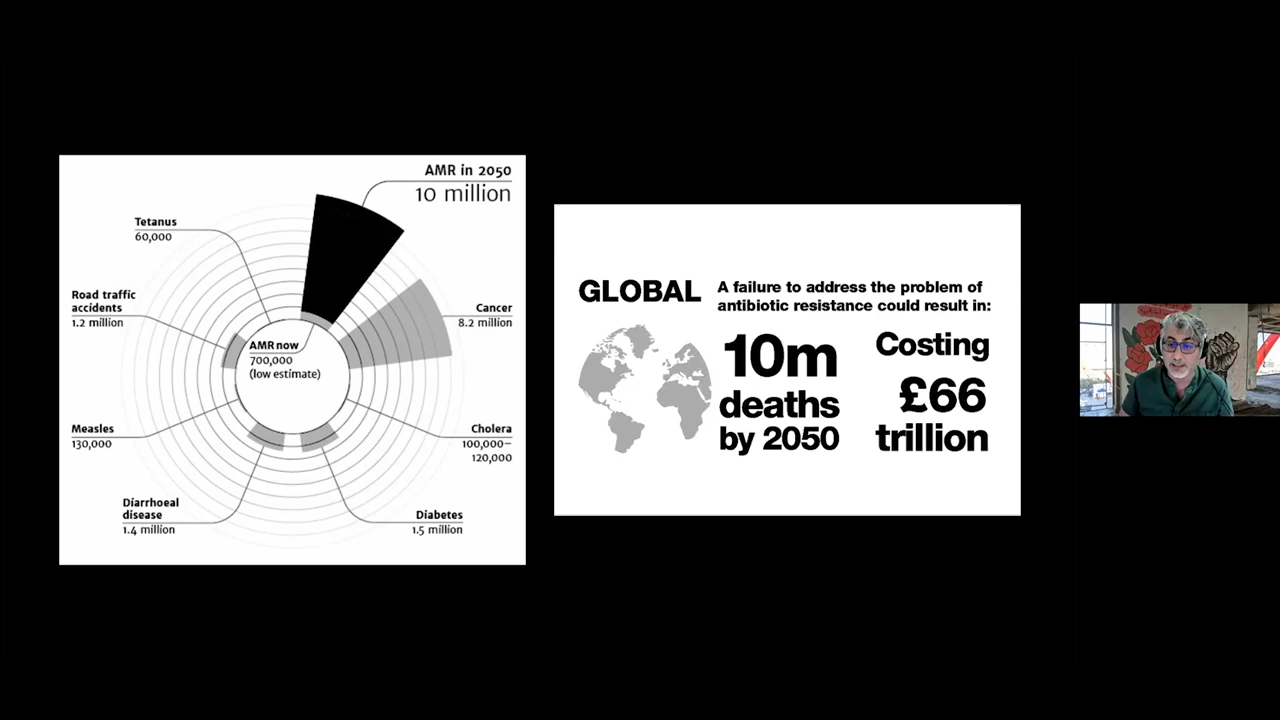 AMR in 2050
10 million
Tetanus
60,000
Road traffic
accidents
1.2 million
Cancer
8.2 million
AMR now
700,000
(low estimate)
Measles
130,000
Cholera
100,000–
120,000
Diarrhoeal
disease
1.4 million
Diabetes
1.5 million
GLOBAL
A failure to address the problem of
antibiotic resistance could result in:
10m
deaths
by 2050
Costing
£66
trillion